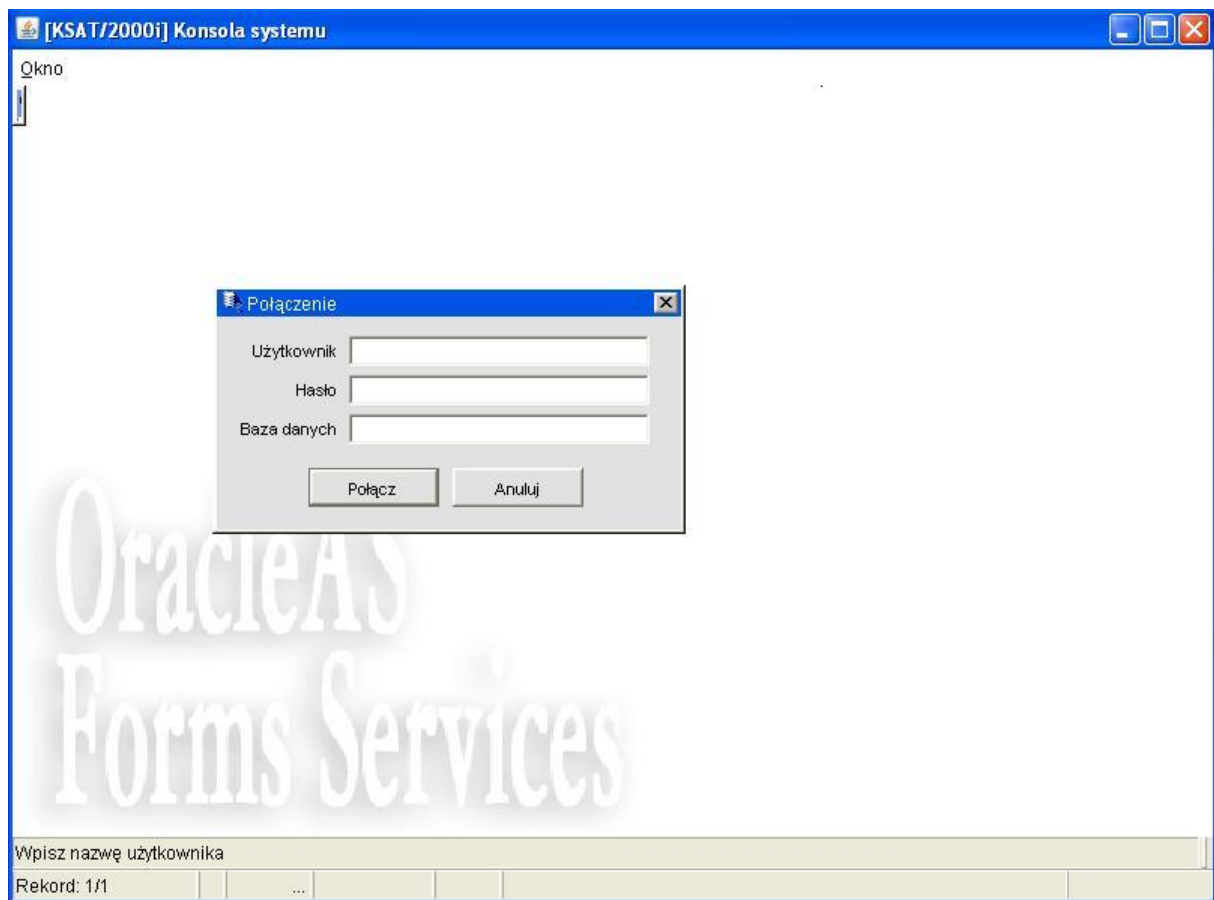 [KSAT/2000i] Konsola systemu
Okno
Połączenie
Użytkownik
Hasło
Baza danych
Połącz Anuluj
OracleAS
Forms Services
Wpisz nazwę użytkownika
Rekord: 1/1 ...